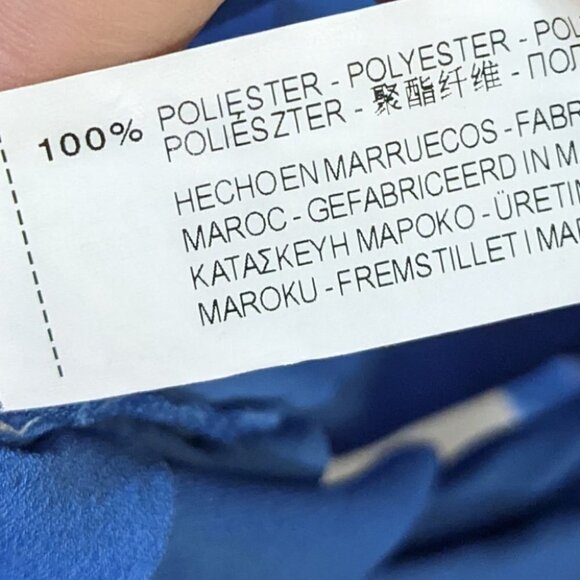 100% POLIESTER - POLYESTER - POL
POLIÉSZTER - 聚酯纤维 - ПОЛ
HECHO EN MARRUECOS - FABR
MAROC - GEFABRICEERD IN M
ΚΑΤΑΣΚΕΥΗ ΜΑΡΟΚΟ - ÜRETIM
MAROKU - FREMSTILLET I MAR